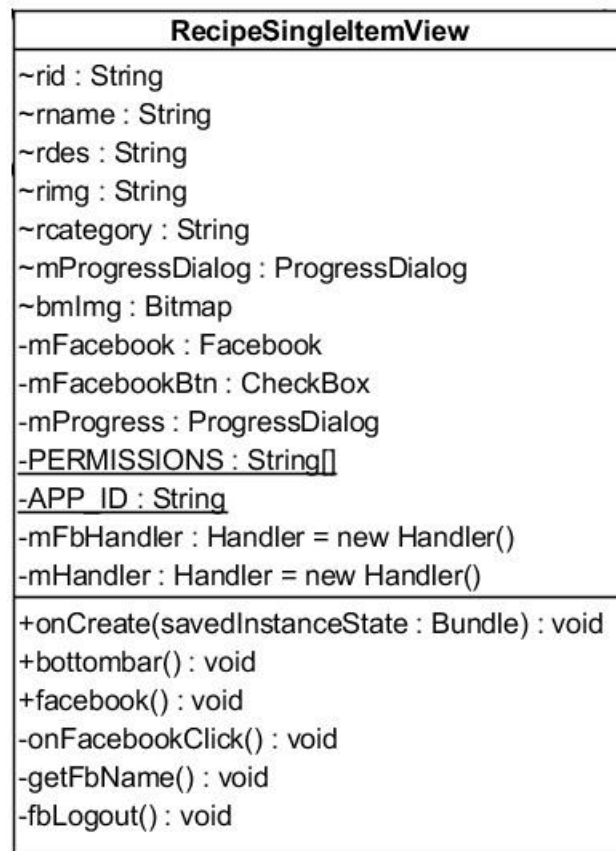 RecipeSingleItemView
~rid : String
~rname : String
~rdes : String
~rimg : String
~rcategory : String
~mProgressDialog : ProgressDialog
~bmImg : Bitmap
-mFacebook : Facebook
-mFacebookBtn : CheckBox
-mProgress : ProgressDialog
-PERMISSIONS : String[]
-APP_ID : String
-mFbHandler : Handler = new Handler()
-mHandler : Handler = new Handler()
+onCreate(savedInstanceState : Bundle) : void
+bottombar() : void
+facebook() : void
-onFacebookClick() : void
-getFbName() : void
-fbLogout() : void